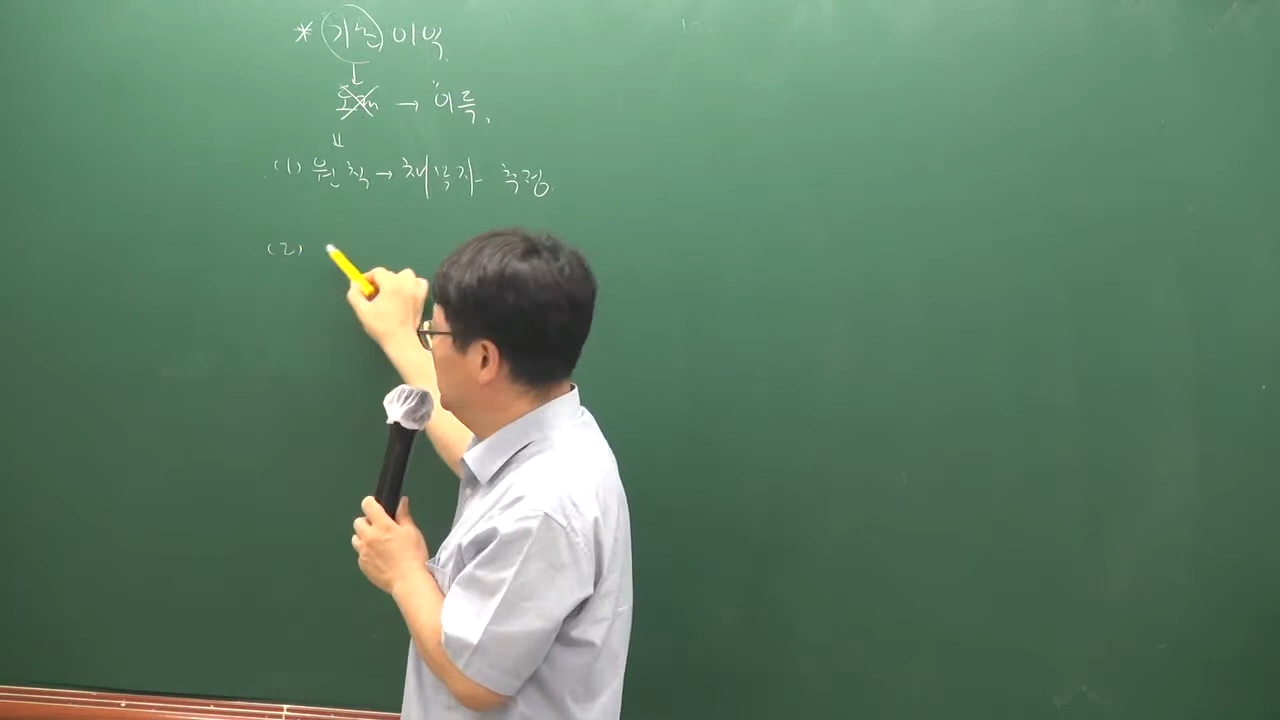 * 기한 이익
→ 이득
(1) 원칙 → 채무자 추정
(2)